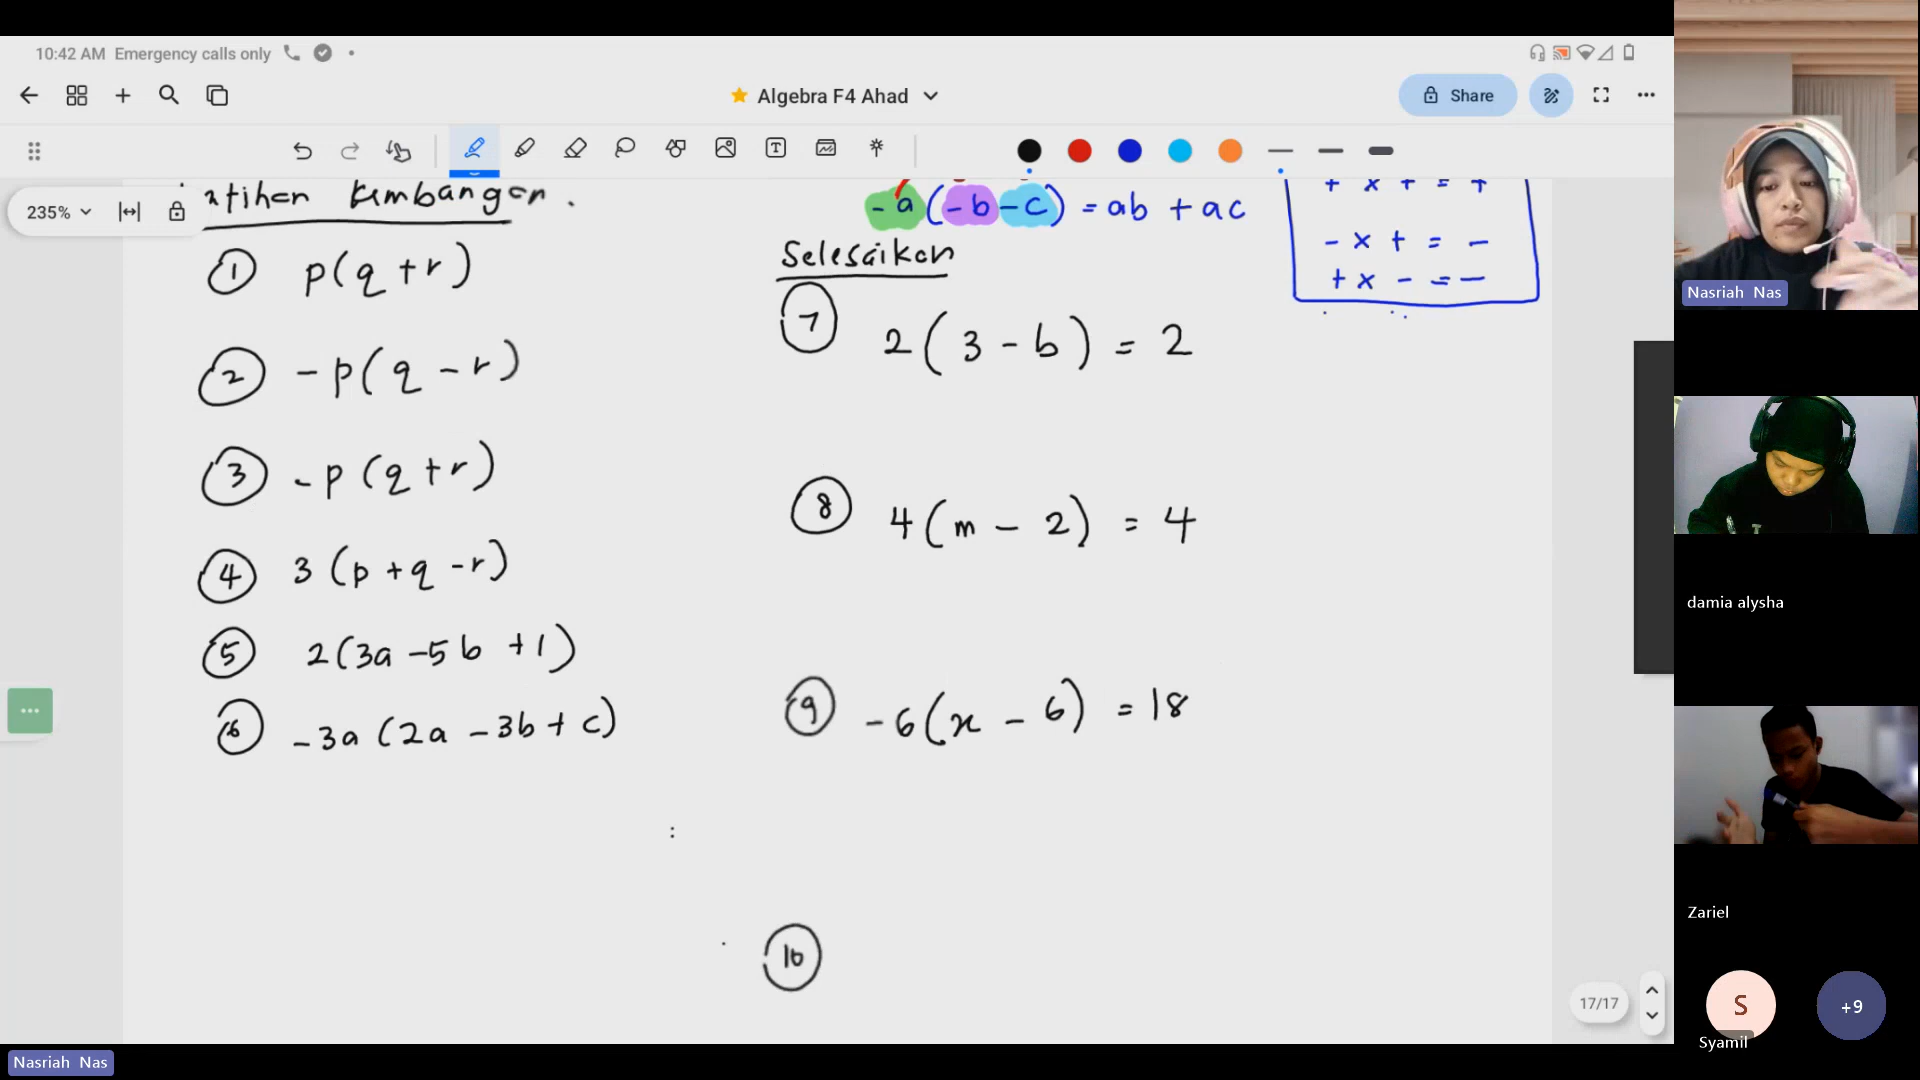 10:42 AM Emergency calls only
Algebra F4 Ahad
Share
235%
kembangan.
① p(q+r)
② -p(q-r)
③ -p(q+r)
④ 3(p+q-r)
⑤ 2(3a-5b+1)
⑥ -3a(2a-3b+c)
-a(-b-c) = ab + ac
+ x + = +
- x + = -
+ x - = -
Selesaikan
⑦ 2(3-b) = 2
⑧ 4(m-2) = 4
⑨ -6(x-6) = 18
⑩
17/17
Nasriah Nas
damia alysha
Zariel
S
+9
Syamil
Nasriah Nas